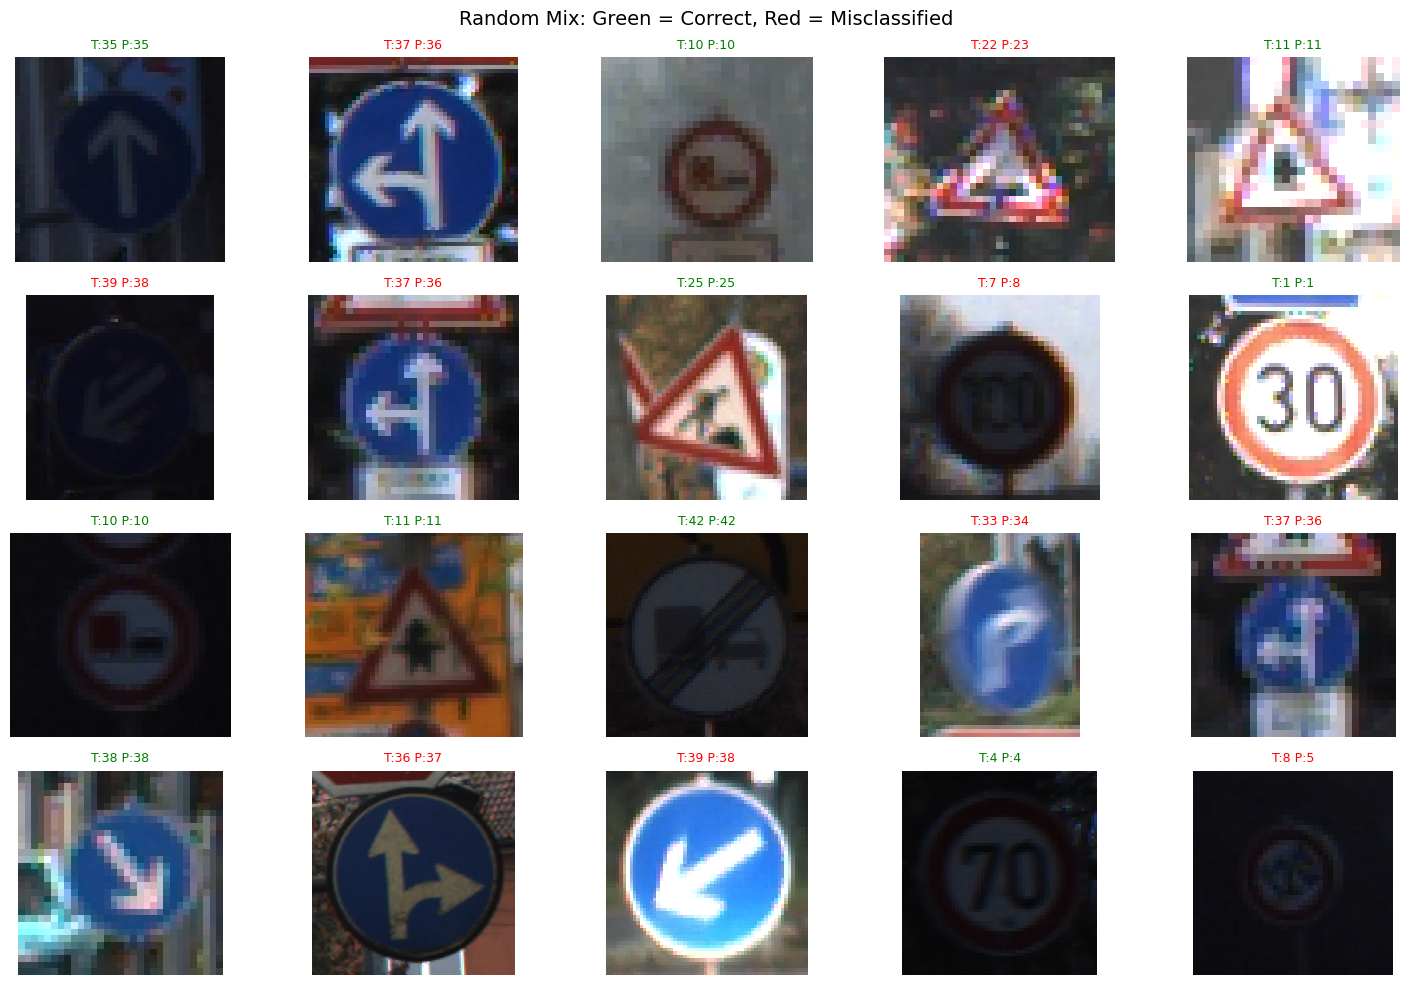 Random Mix: Green = Correct, Red = Misclassified
T:35 P:35
T:37 P:36
T:10 P:10
T:22 P:23
T:11 P:11
T:39 P:38
T:37 P:36
T:25 P:25
T:7 P:8
100
T:1 P:1
30
T:10 P:10
T:11 P:11
T:42 P:42
T:33 P:34
T:37 P:36
T:38 P:38
T:36 P:37
T:39 P:38
T:4 P:4
70
T:8 P:5